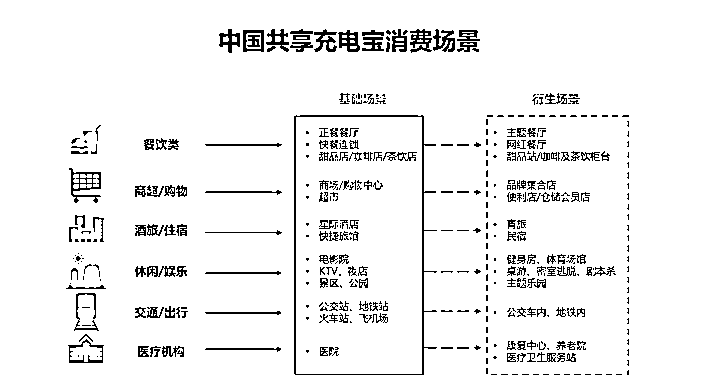 中国共享充电宝消费场景
基础场景
衍生场景
餐饮类
• 正餐餐厅
• 快餐连锁
• 甜品店/咖啡店/茶饮店
• 主题餐厅
• 网红餐厅
• 甜品站/咖啡及茶饮柜台
商超/购物
• 商场/购物中心
• 超市
• 品牌集合店
• 便利店/仓储会员店
酒旅/住宿
• 星际酒店
• 快捷旅馆
• 青旅
• 民宿
休闲/娱乐
• 电影院
• KTV、夜店
• 景区、公园
• 健身房、体育场馆
• 桌游、密室逃脱、剧本杀
• 主题乐园
交通/出行
• 公交站、地铁站
• 火车站、飞机场
• 公交车内、地铁内
医疗机构
• 医院
• 康复中心、养老院
• 医疗卫生服务站